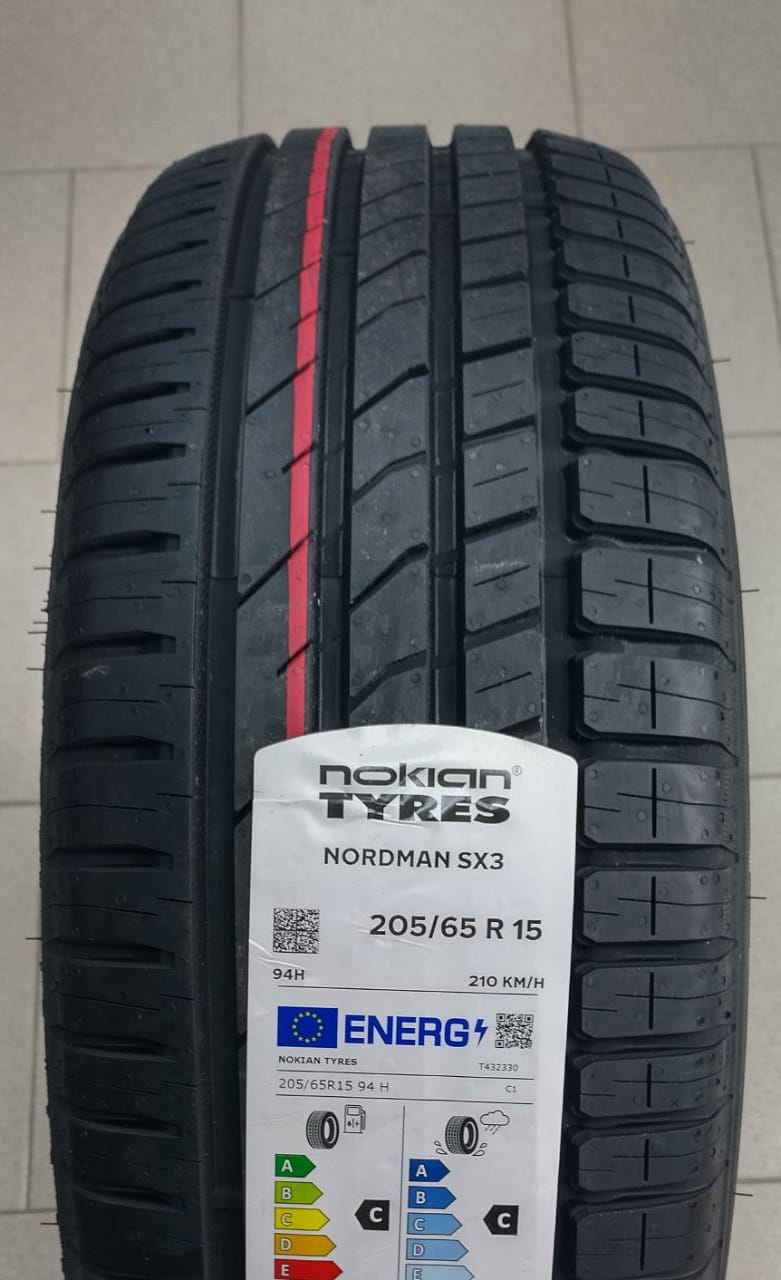 nokian®
TYRES
NORDMAN SX3
205/65 R 15
94H 210 KM/H
ENERG
NOKIAN TYRES T432330
205/65R15 94 H C1
A A
B B
C C C C
D D
E E